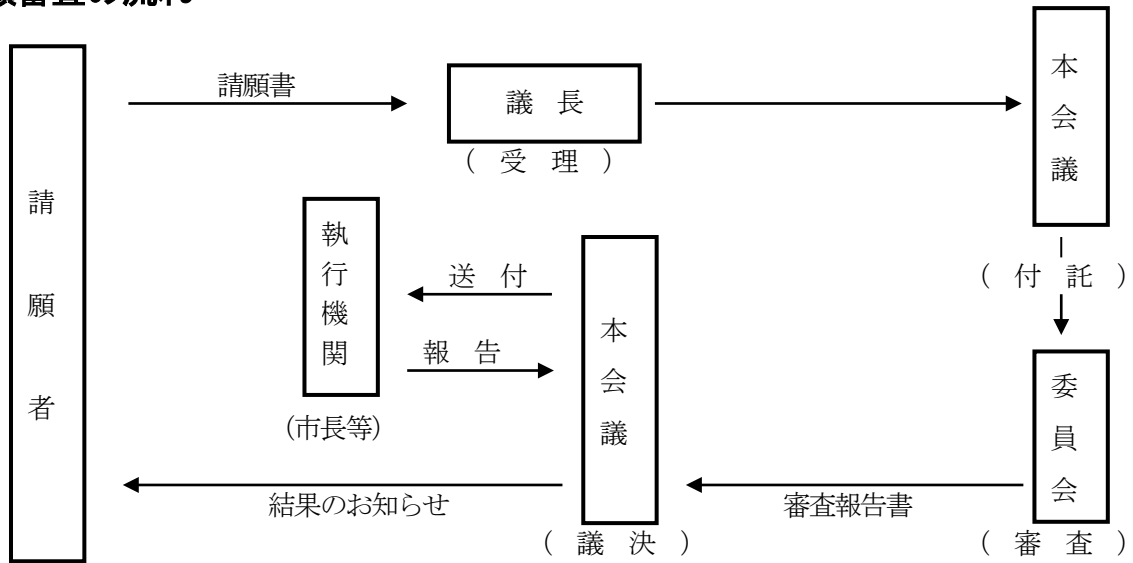 審査の流れ
請願者
請願書
議長
(受理)
本会議
(付託)
委員会
(審査)
審査報告書
本会議
(議決)
送付
報告
執行機関
(市長等)
結果のお知らせ